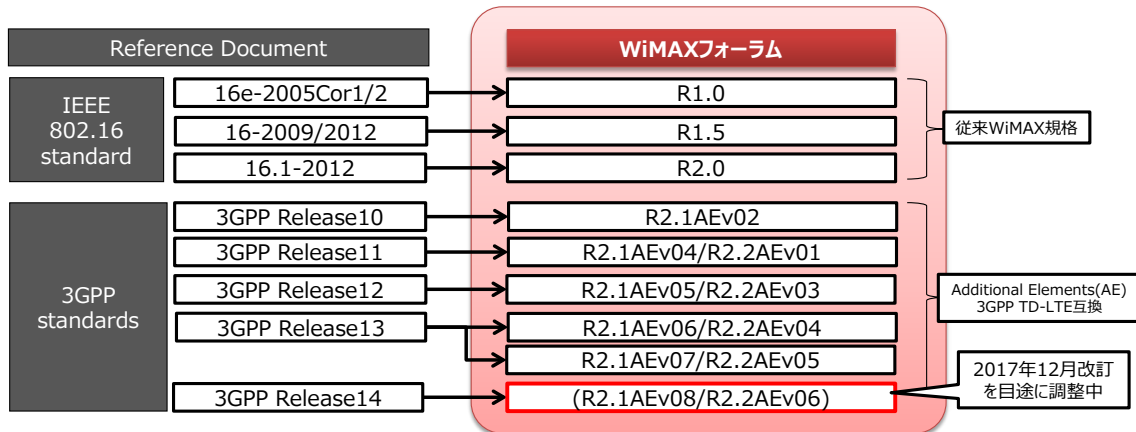 Reference Document
WiMAXフォーラム
IEEE
802.16
standard
16e-2005Cor1/2
R1.0
16-2009/2012
R1.5
16.1-2012
R2.0
従来WiMAX規格
3GPP
standards
3GPP Release10
R2.1AEv02
3GPP Release11
R2.1AEv04/R2.2AEv01
3GPP Release12
R2.1AEv05/R2.2AEv03
3GPP Release13
R2.1AEv06/R2.2AEv04
R2.1AEv07/R2.2AEv05
3GPP Release14
(R2.1AEv08/R2.2AEv06)
Additional Elements(AE)
3GPP TD-LTE互換
2017年12月改訂
を目途に調整中